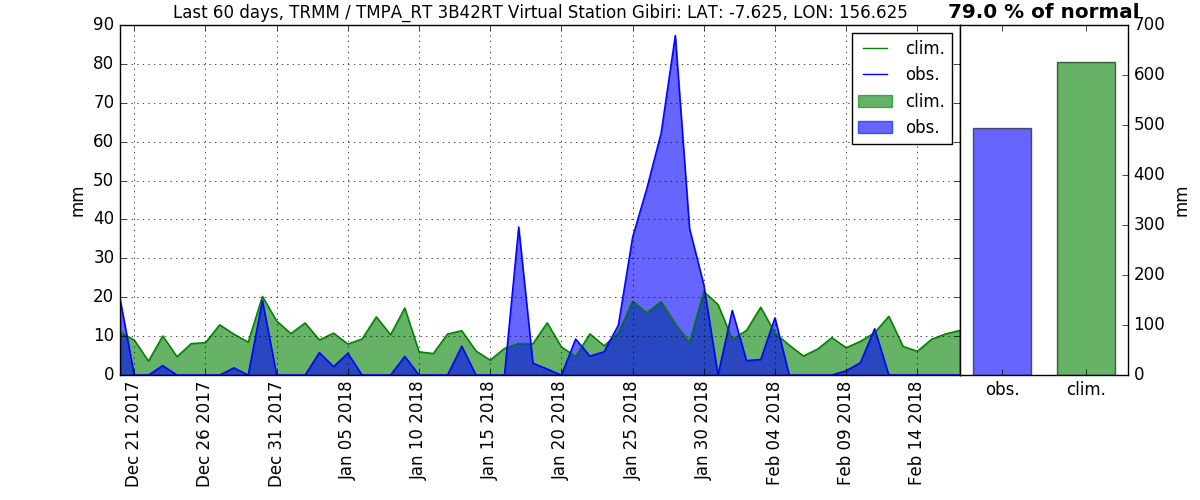 Last 60 days, TRMM / TMPA_RT 3B42RT Virtual Station Gibiri: LAT: -7.625, LON: 156.625
79.0 % of normal
90
80
70
60
50
40
30
20
10
0
mm
clim.
obs.
clim.
obs.
Dec 21 2017
Dec 26 2017
Dec 31 2017
Jan 05 2018
Jan 10 2018
Jan 15 2018
Jan 20 2018
Jan 25 2018
Jan 30 2018
Feb 04 2018
Feb 09 2018
Feb 14 2018
700
600
500
400
300
200
100
0
mm
obs.
clim.